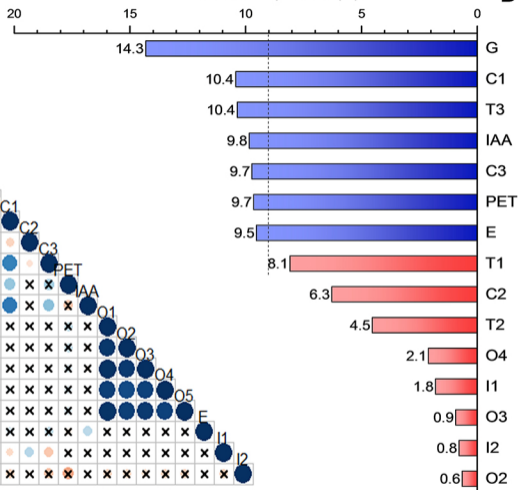 20 15 10 5 0
14.3 G
10.4 C1
10.4 T3
9.8 IAA
9.7 C3
9.7 PET
9.5 E
8.1 T1
6.3 C2
4.5 T2
2.1 O4
1.8 I1
0.9 O3
0.8 I2
0.6 O2
C1
C2
C3
PET
IAA
O1
O2
O3
O4
O5
E
I1
I2